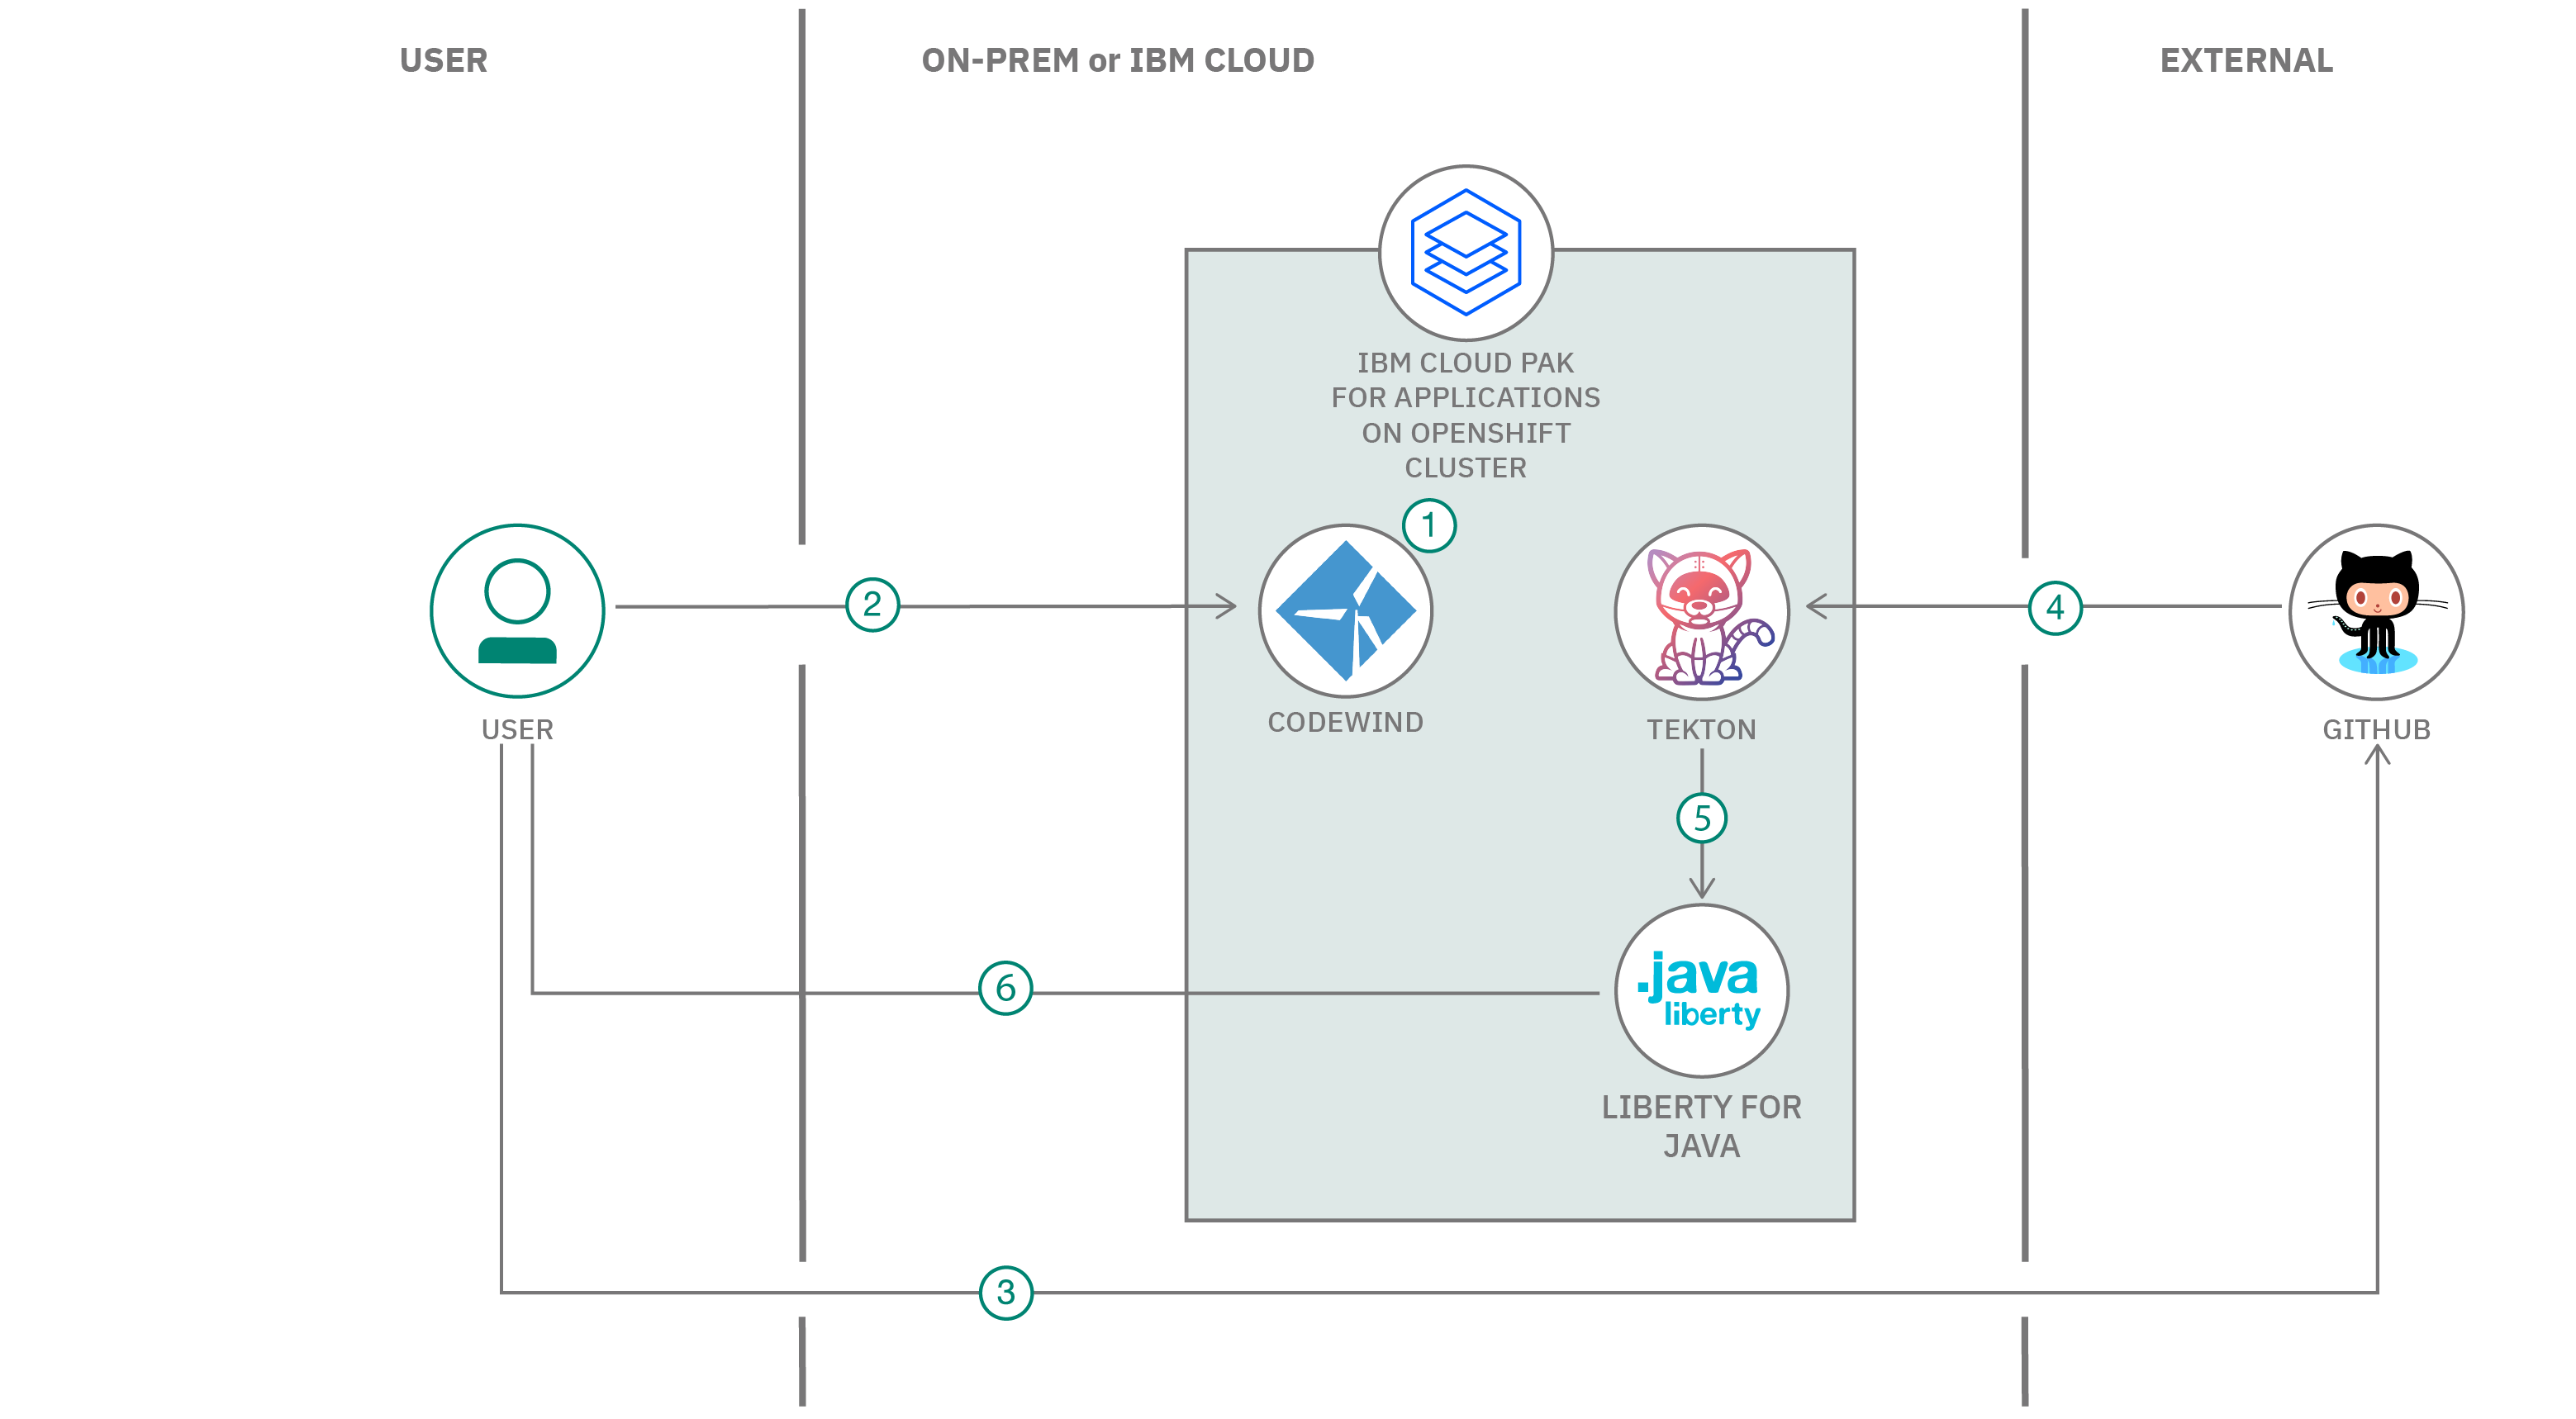 USER
ON-PREM or IBM CLOUD
EXTERNAL
IBM CLOUD PAK
FOR APPLICATIONS
ON OPENSHIFT
CLUSTER
1
2
4
USER
CODEWIND
TEKTON
GITHUB
5
6
.java
liberty
LIBERTY FOR
JAVA
3